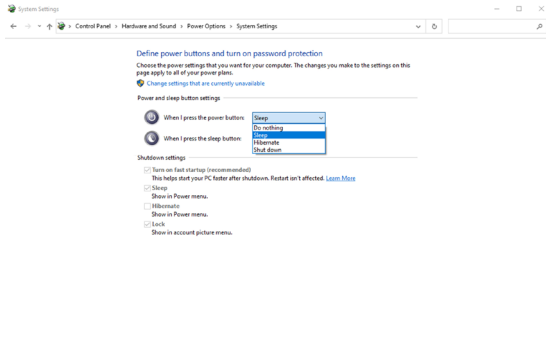 System Settings
Control Panel > Hardware and Sound > Power Options > System Settings
Define power buttons and turn on password protection
Choose the power settings that you want for your computer. The changes you make to the settings on this
page apply to all of your power plans.
Change settings that are currently unavailable
Power and sleep button settings
When I press the power button: Sleep
Do nothing
Sleep
When I press the sleep button:
Hibernate
Shut down
Shutdown settings
Turn on fast startup (recommended)
This helps start your PC faster after shutdown. Restart isn't affected. Learn More
Sleep
Show in Power menu.
Hibernate
Show in Power menu.
Lock
Show in account picture menu.